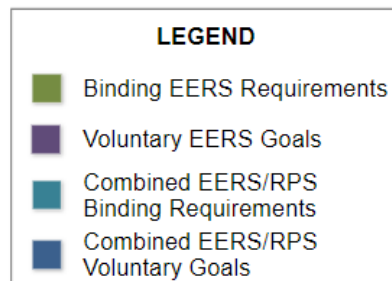 LEGEND
Binding EERS Requirements
Voluntary EERS Goals
Combined EERS/RPS
Binding Requirements
Combined EERS/RPS
Voluntary Goals